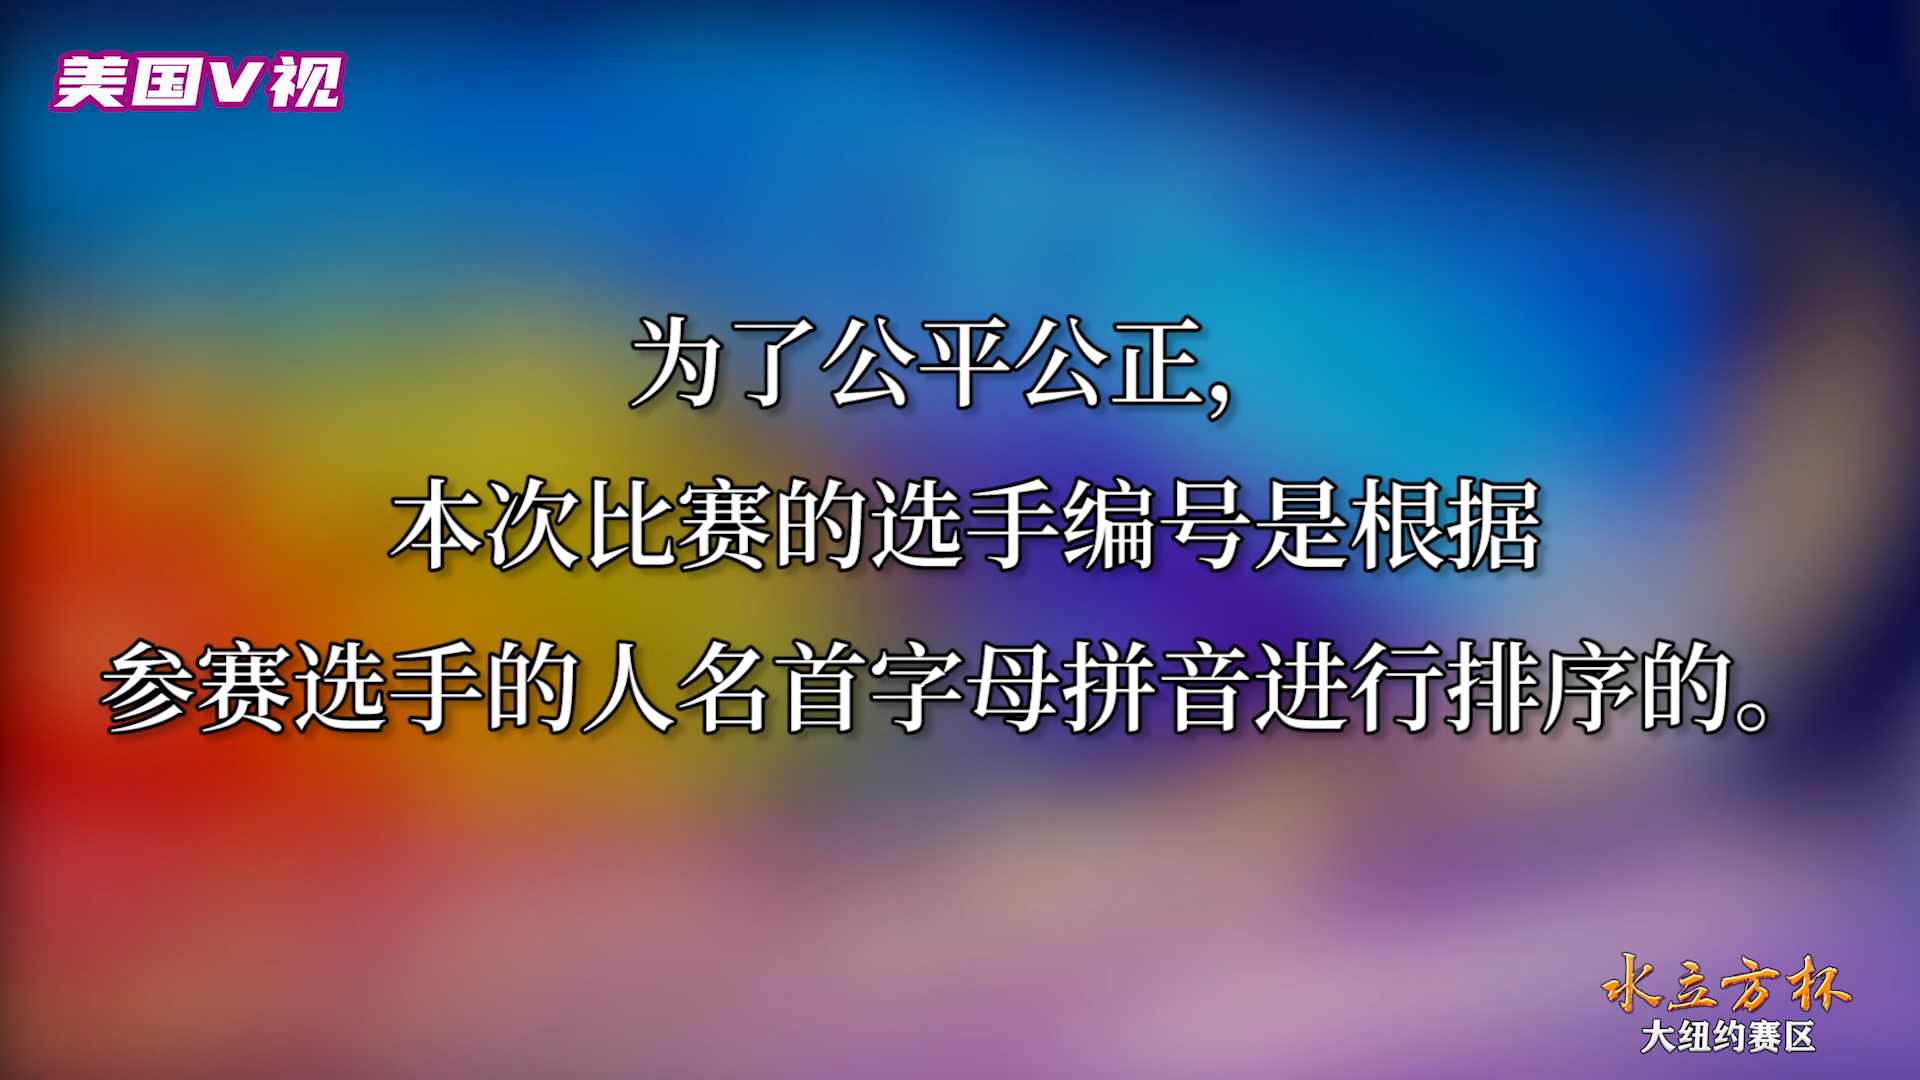 美国V视
为了公平公正,
本次比赛的选手编号是根据
参赛选手的人名首字母拼音进行排序的。
水立方杯
大纽约赛区